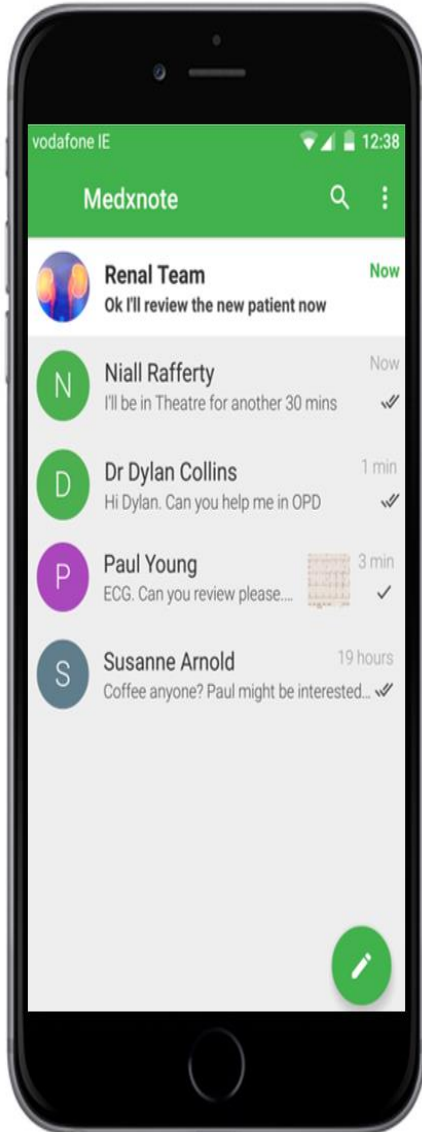 vodafone IE 12:38
Medxnote
Renal Team Now
Ok I'll review the new patient now
N Niall Rafferty Now
I'll be in Theatre for another 30 mins
D Dr Dylan Collins 1 min
Hi Dylan. Can you help me in OPD
P Paul Young 3 min
ECG. Can you review please....
S Susanne Arnold 19 hours
Coffee anyone? Paul might be interested...